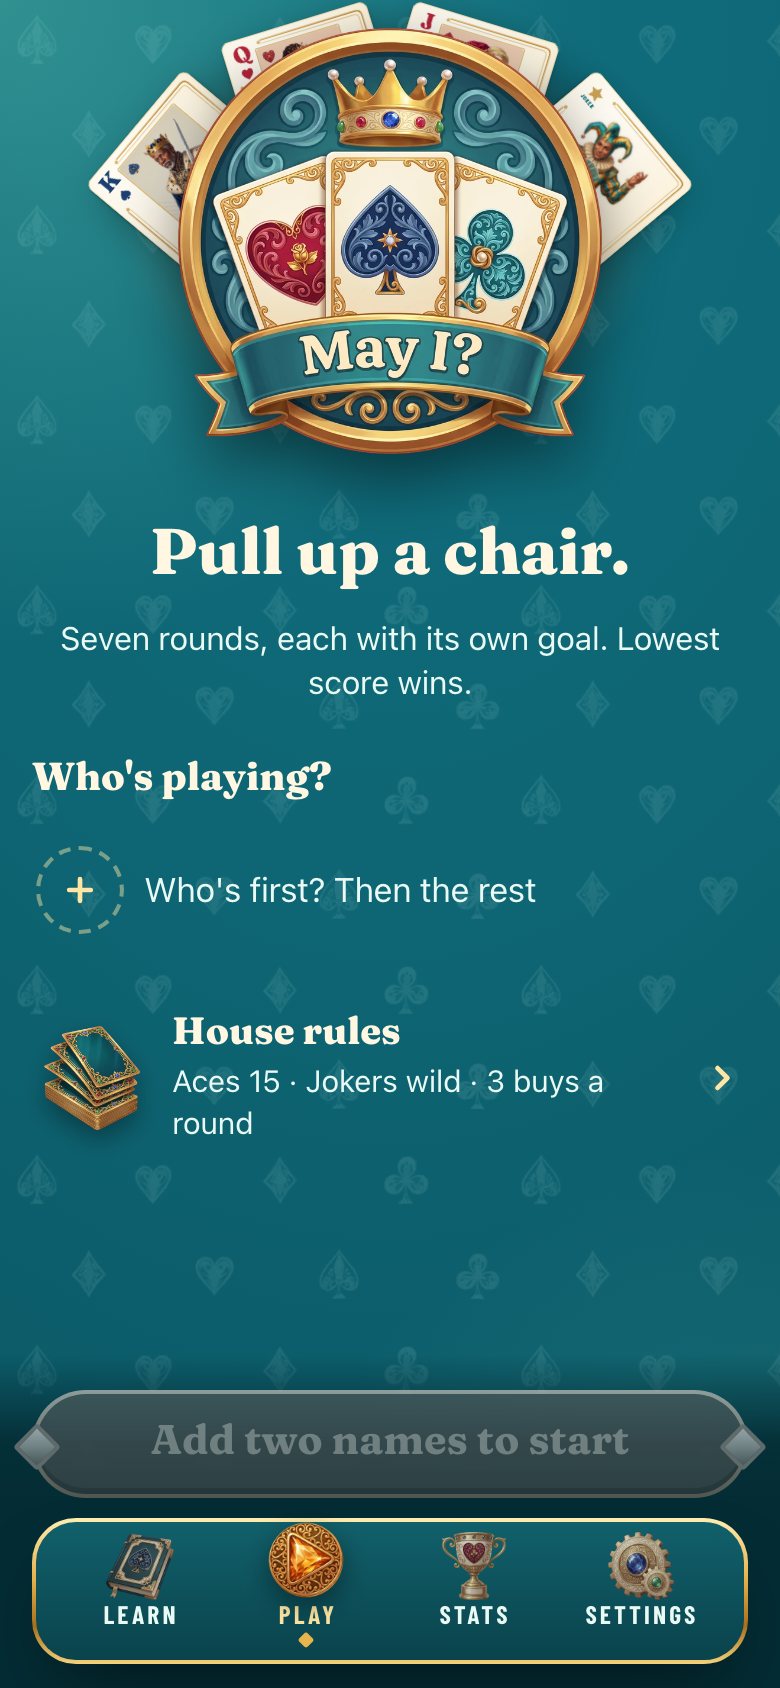 Q
J
K
JOKER
May I?
Pull up a chair.
Seven rounds, each with its own goal. Lowest
score wins.
Who's playing?
Who's first? Then the rest
House rules
Aces 15 · Jokers wild · 3 buys a
round
Add two names to start
LEARN
PLAY
STATS
SETTINGS